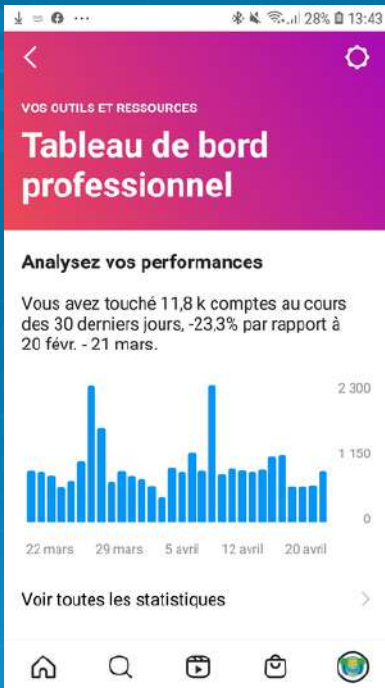 28% 13:43
VOS OUTILS ET RESSOURCES
Tableau de bord
professionnel
Analysez vos performances
Vous avez touché 11,8 k comptes au cours
des 30 derniers jours, -23,3% par rapport à
20 févr. - 21 mars.
2 300
1 150
0
22 mars 29 mars 5 avril 12 avril 20 avril
Voir toutes les statistiques